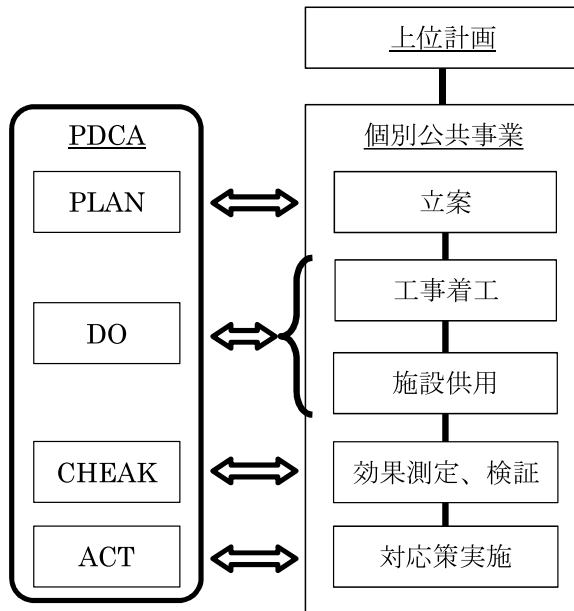 上位計画
PDCA
個別公共事業
PLAN
立案
工事着工
DO
施設供用
CHEAK
効果測定、検証
ACT
対応策実施